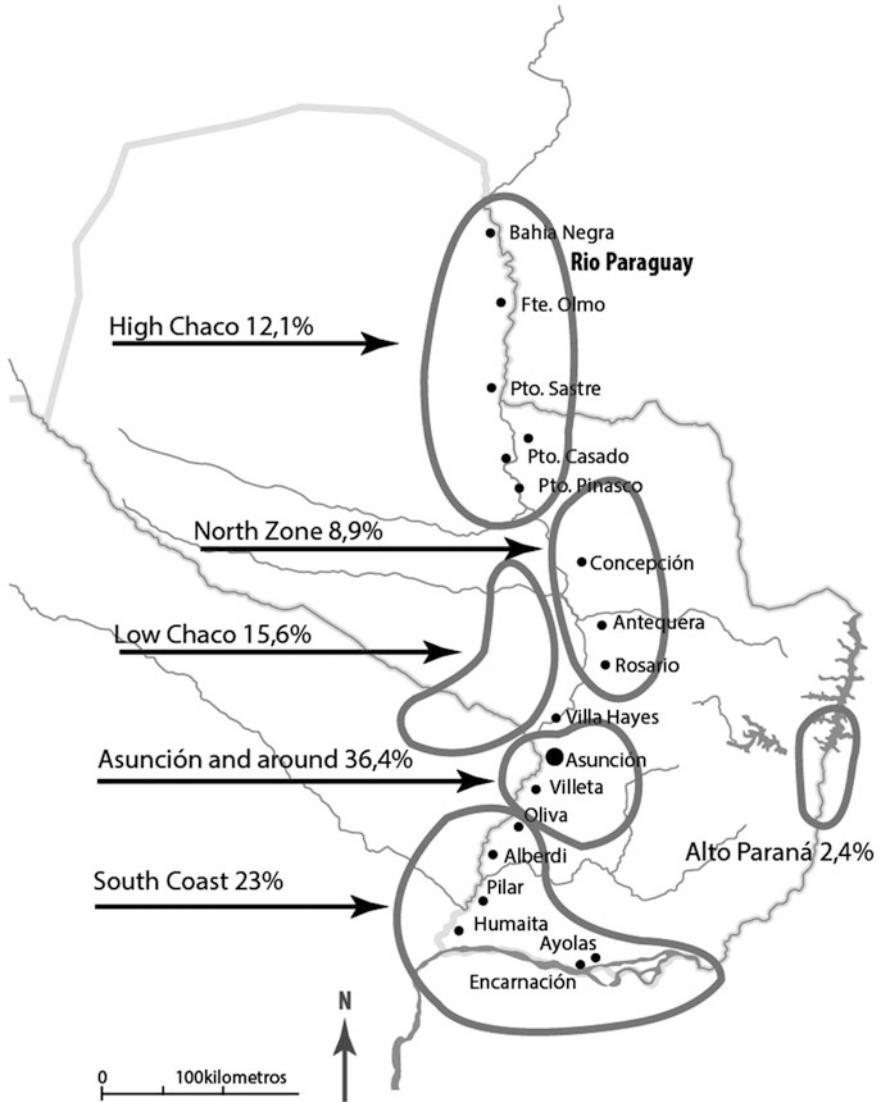 Bahia Negra
Rio Paraguay
Fte. Olmo
High Chaco 12,1%
Pto. Sastre
Pto. Casado
Pto. Pinasco
North Zone 8,9%
Concepción
Antequera
Low Chaco 15,6%
Rosario
Villa Hayes
Asunción and around 36,4%
Asunción
Villeta
Oliva
Alberdi
Alto Paraná 2,4%
South Coast 23%
Pilar
Humaita
Ayolas
Encarnación
N
0 100kilometros